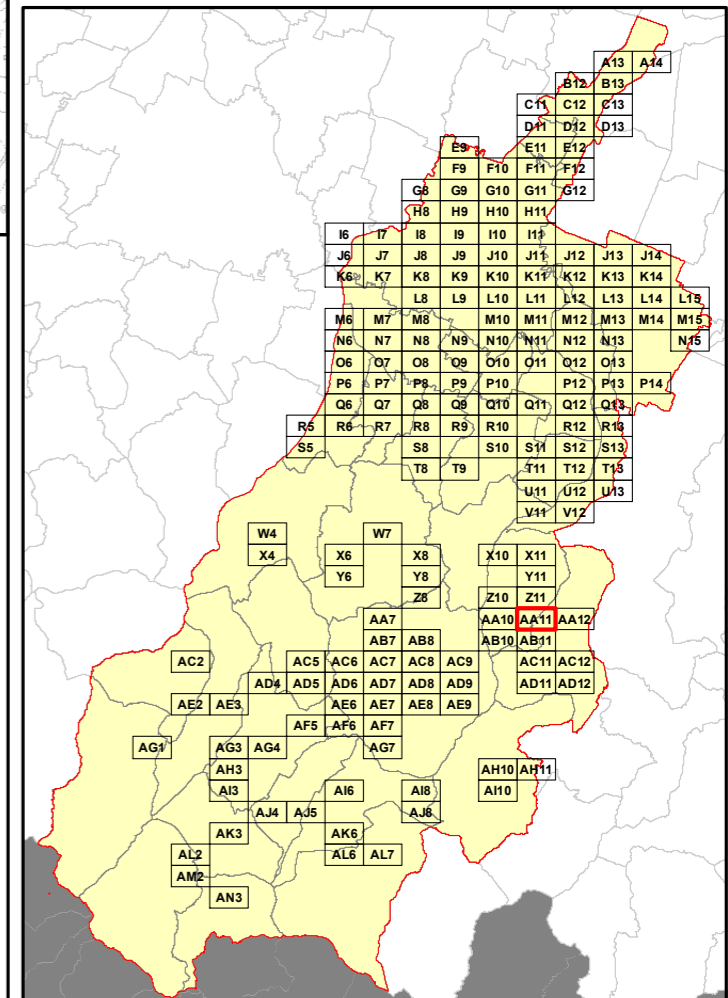 A13 A14
B12 B13
C11 C12 C13
D11 D12 D13
E9 E11 E12
F9 F10 F11 F12
G8 G9 G10 G11 G12
H8 H9 H10 H11
I6 I7 I8 I9 I10 I11
J6 J7 J8 J9 J10 J11 J12 J13 J14
K6 K7 K8 K9 K10 K11 K12 K13 K14
L8 L9 L10 L11 L12 L13 L14 L15
M6 M7 M8 M10 M11 M12 M13 M14 M15
N6 N7 N8 N9 N10 N11 N12 N13 N15
O6 O7 O8 O9 O10 O11 O12 O13
P6 P7 P8 P9 P10 P12 P13 P14
Q6 Q7 Q8 Q9 Q10 Q11 Q12 Q13
R5 R6 R7 R8 R9 R10 R12 R13
S5 S8 S10 S11 S12 S13
T8 T9 T11 T12 T13
U11 U12 U13
V11 V12
W4 W7
X4 X6 X8 X10 X11
Y6 Y8 Y11
Z8 Z10 Z11
AA7 AA10 AA11 AA12
AB7 AB8 AB10 AB11
AC2 AC5 AC6 AC7 AC8 AC9 AC11 AC12
AD4 AD5 AD6 AD7 AD8 AD9 AD11 AD12
AE2 AE3 AE6 AE7 AE8 AE9
AF5 AF6 AF7
AG1 AG3 AG4 AG7
AH3 AH10 AH11
AI3 AI6 AI8 AI10
AJ4 AJ5 AJ8
AK3 AK6
AL2 AL6 AL7
AM2
AN3